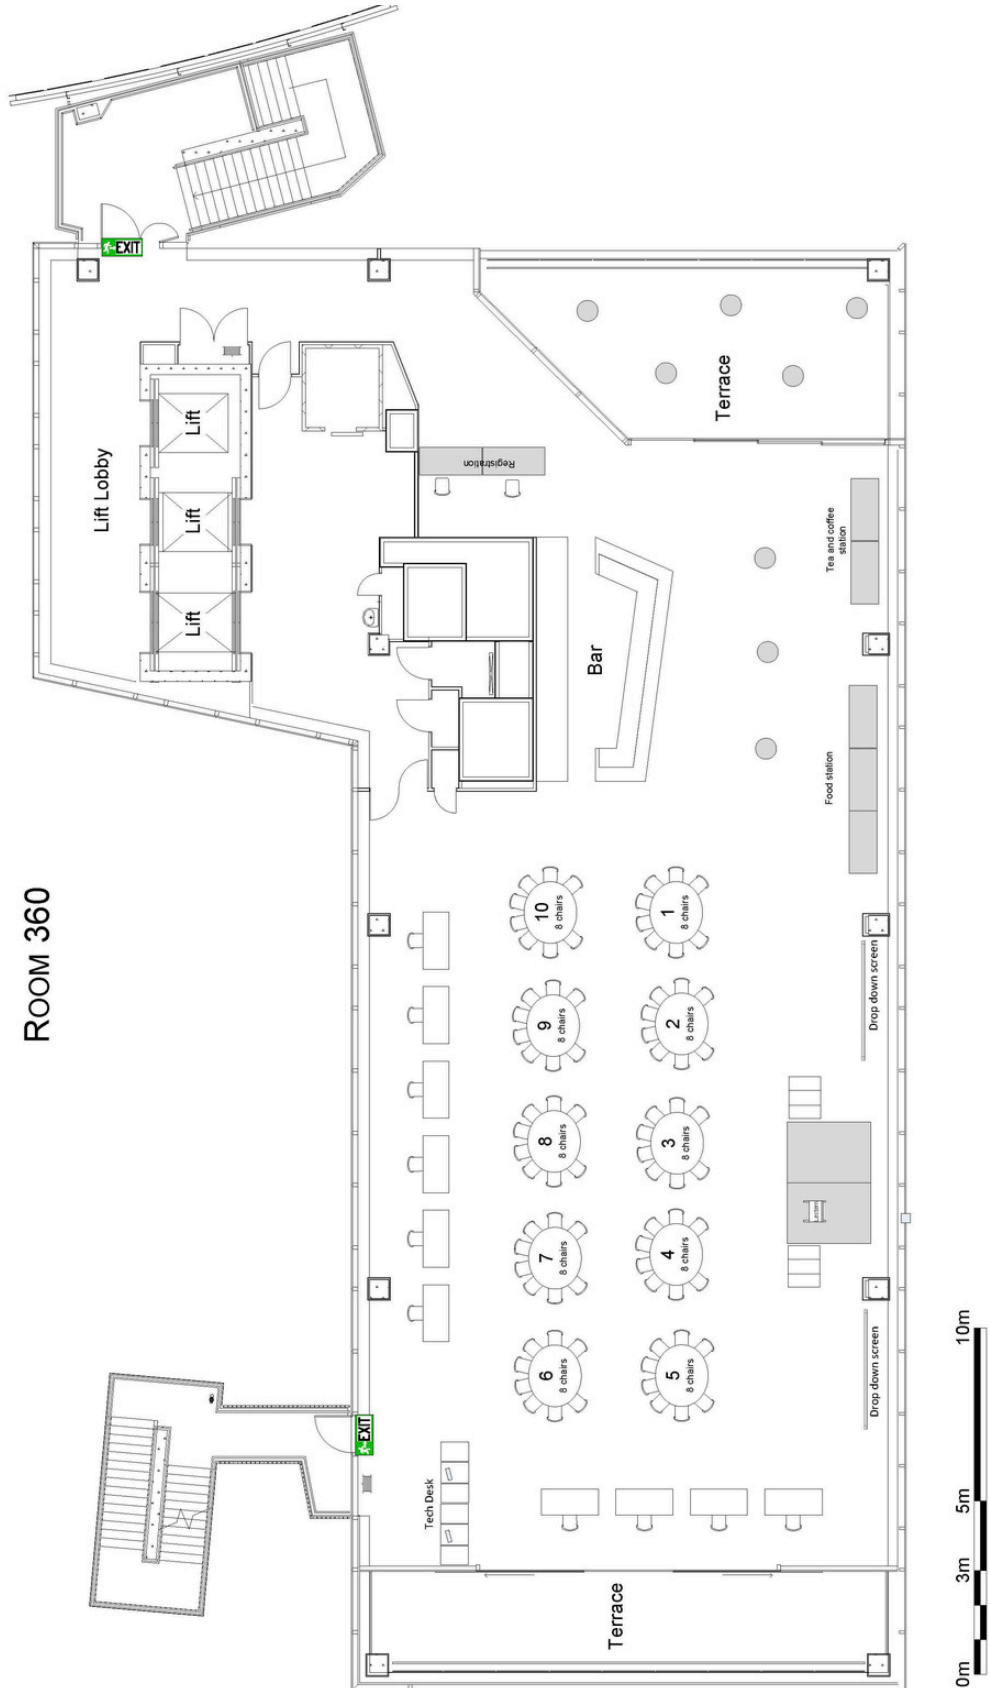 ROOM 360
EXIT
Lift Lobby
Lift
Lift
Lift
Terrace
Registration
Tea and coffee
station
Bar
Food station
10
8 chairs
1
8 chairs
9
8 chairs
2
8 chairs
8
8 chairs
3
8 chairs
7
8 chairs
4
8 chairs
6
8 chairs
5
8 chairs
Drop down screen
Lectern
Drop down screen
EXIT
Tech Desk
Terrace
0m
3m
5m
10m